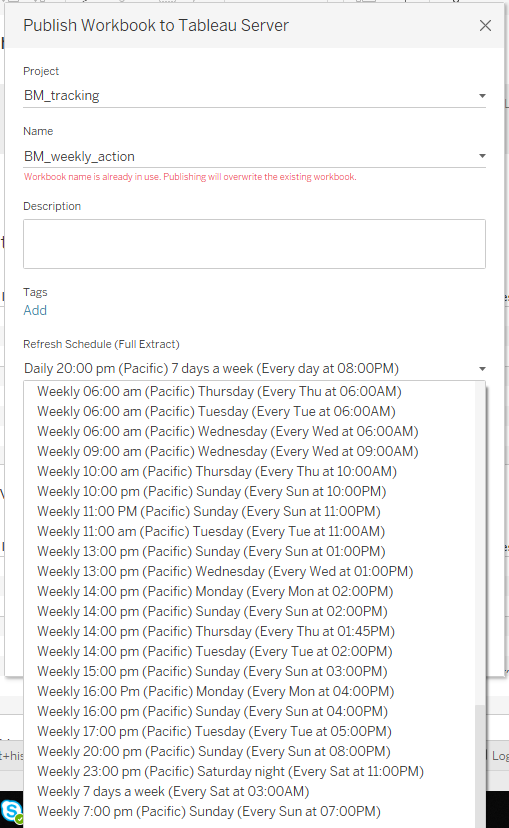 Publish Workbook to Tableau Server
Project
BM_tracking
Name
BM_weekly_action
Workbook name is already in use. Publishing will overwrite the existing workbook.
Description
Tags
Add
Refresh Schedule (Full Extract)
Daily 20:00 pm (Pacific) 7 days a week (Every day at 08:00PM)
Weekly 06:00 am (Pacific) Thursday (Every Thu at 06:00AM)
Weekly 06:00 am (Pacific) Tuesday (Every Tue at 06:00AM)
Weekly 06:00 am (Pacific) Wednesday (Every Wed at 06:00AM)
Weekly 09:00 am (Pacific) Wednesday (Every Wed at 09:00AM)
Weekly 10:00 am (Pacific) Thursday (Every Thu at 10:00AM)
Weekly 10:00 pm (Pacific) Sunday (Every Sun at 10:00PM)
Weekly 11:00 PM (Pacific) Sunday (Every Sun at 11:00PM)
Weekly 11:00 am (Pacific) Tuesday (Every Tue at 11:00AM)
Weekly 13:00 pm (Pacific) Sunday (Every Sun at 01:00PM)
Weekly 13:00 pm (Pacific) Wednesday (Every Wed at 01:00PM)
Weekly 14:00 pm (Pacific) Monday (Every Mon at 02:00PM)
Weekly 14:00 pm (Pacific) Sunday (Every Sun at 02:00PM)
Weekly 14:00 pm (Pacific) Thursday (Every Thu at 01:45PM)
Weekly 14:00 pm (Pacific) Tuesday (Every Tue at 02:00PM)
Weekly 15:00 pm (Pacific) Sunday (Every Sun at 03:00PM)
Weekly 16:00 Pm (Pacific) Monday (Every Mon at 04:00PM)
Weekly 16:00 pm (Pacific) Sunday (Every Sun at 04:00PM)
Weekly 17:00 pm (Pacific) Tuesday (Every Tue at 05:00PM)
Weekly 20:00 pm (Pacific) Sunday (Every Sun at 08:00PM)
t+his
Log
Weekly 23:00 pm (Pacific) Saturday night (Every Sat at 11:00PM)
Weekly 7 days a week (Every Sat at 03:00AM)
Weekly 7:00 pm (Pacific) Sunday (Every Sun at 07:00PM)